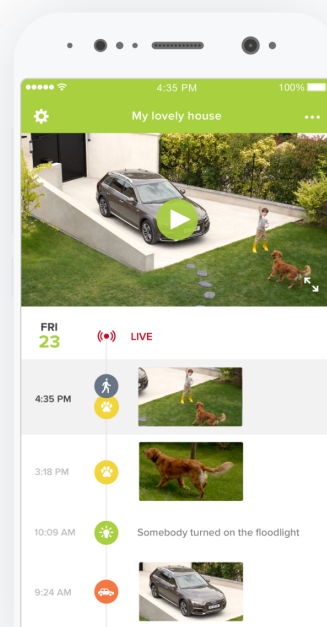 4:35 PM
100%
My lovely house
FRI
23
LIVE
4:35 PM
3:18 PM
10:09 AM
Somebody turned on the floodlight
9:24 AM